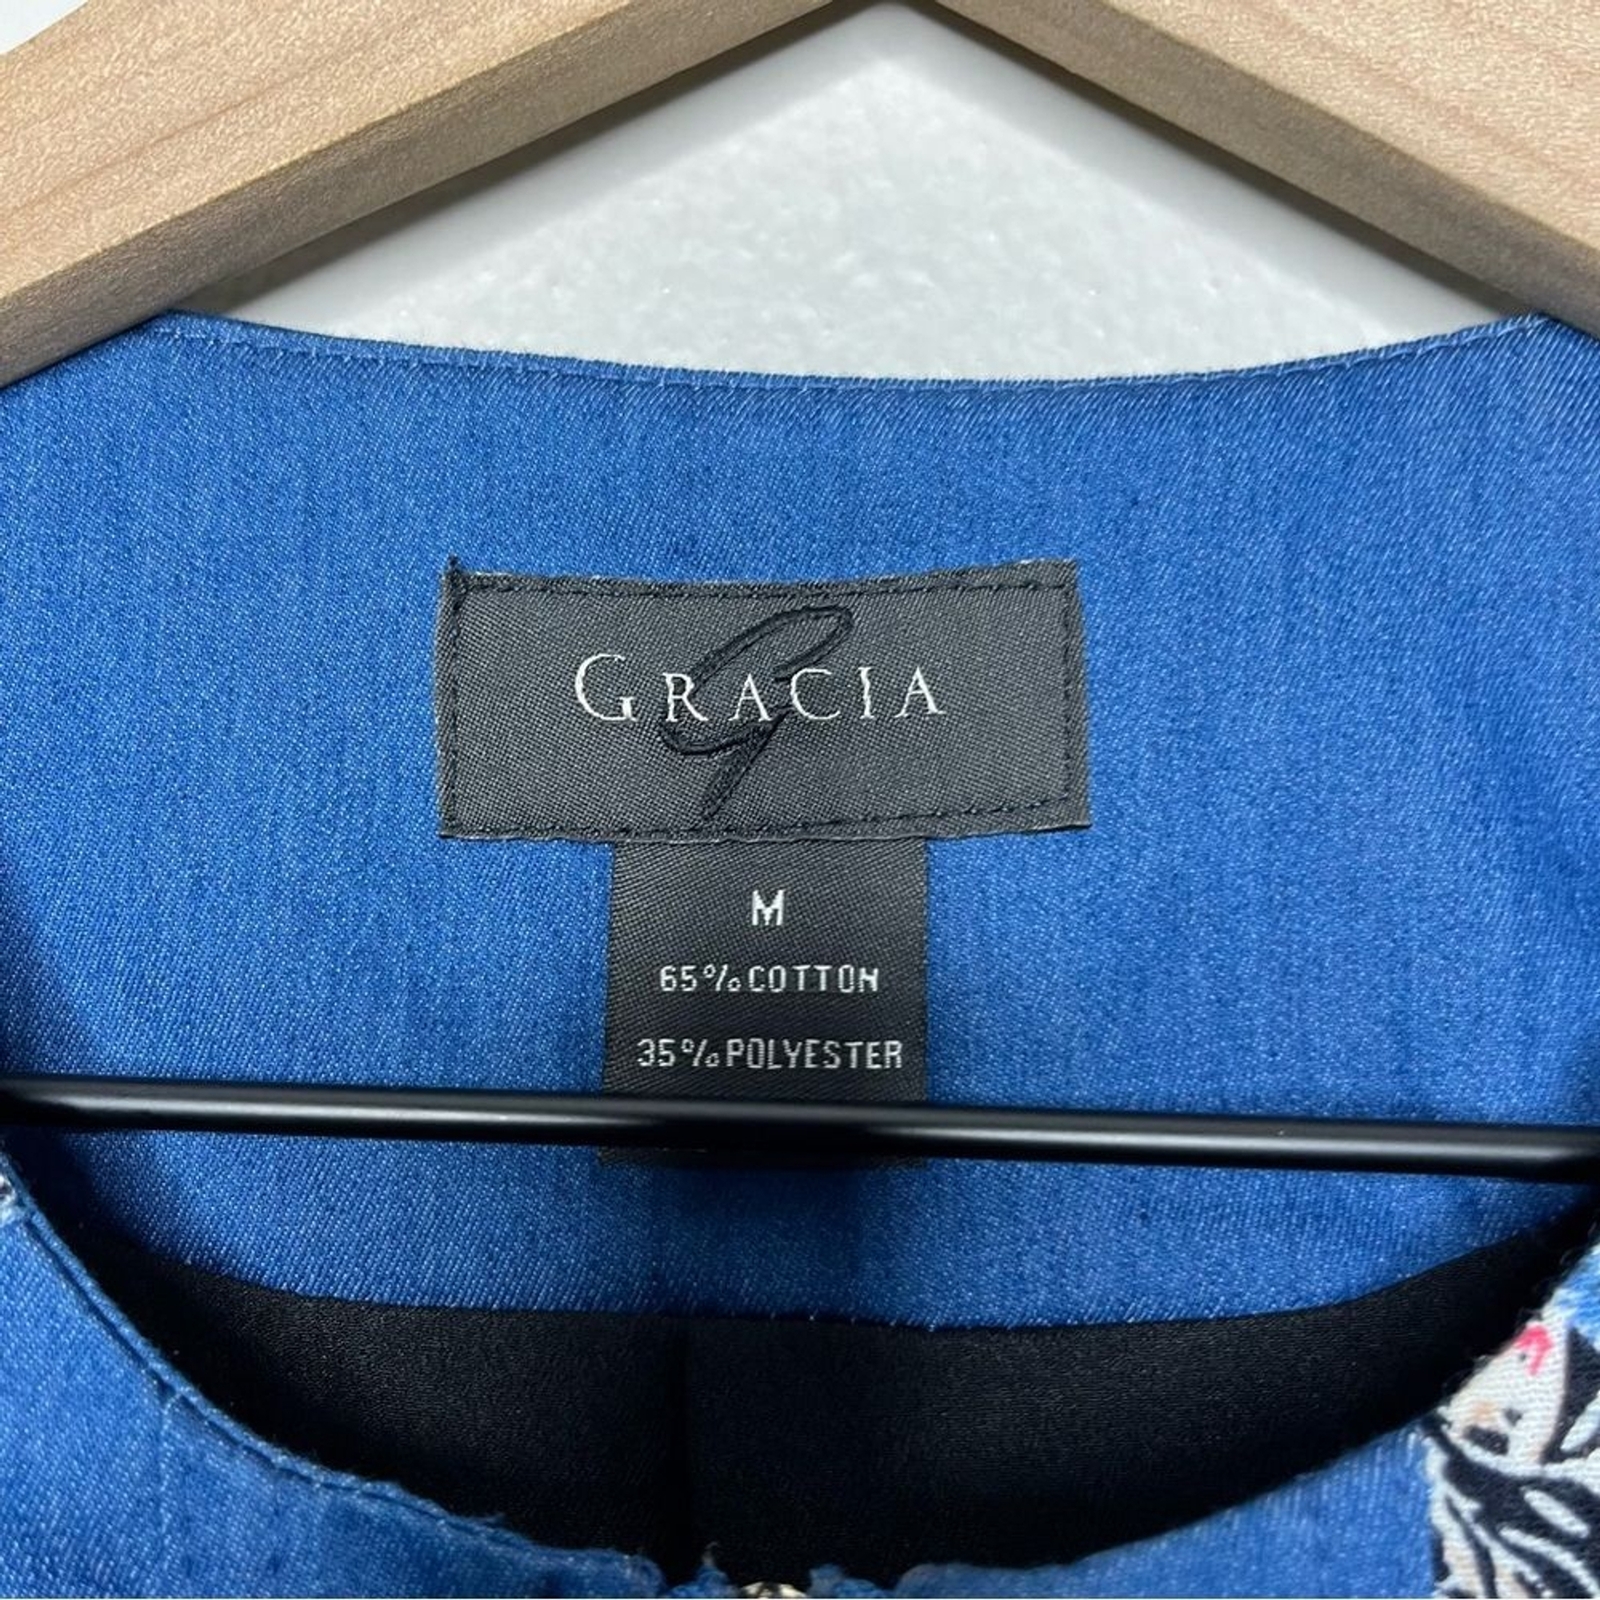 GRACIA
G
M
65% COTTON
35% POLYESTER